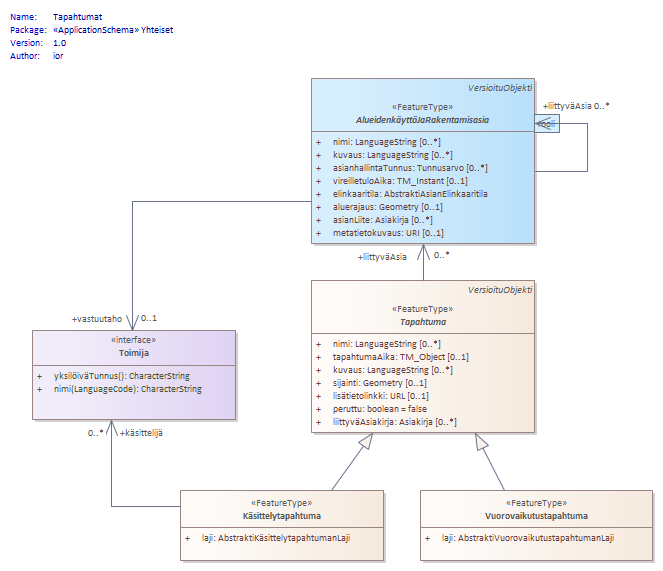 Name: Tapahtumat
Package: «ApplicationSchema» Yhteiset
Version: 1.0
Author: ior
VersioituObjekti
«FeatureType»
AlueidenkäyttöJaRakentamisasia
+ nimi: LanguageString [0..*]
+ kuvaus: LanguageString [0..*]
+ asianhallintaTunnus: Tunnusarvo [0..*]
+ vireilletuloAika: TM_Instant [0..1]
+ elinkaaritila: AbstraktiAsianElinkaaritila
+ aluerajaus: Geometry [0..1]
+ asianLiite: Asiakirja [0..*]
+ metatietokuvaus: URI [0..1]
+liittyväAsia 0..*
+liittyväAsia 0..*
VersioituObjekti
«FeatureType»
Tapahtuma
+ nimi: LanguageString [0..*]
+ tapahtumaAika: TM_Object [0..1]
+ kuvaus: LanguageString [0..*]
+ sijainti: Geometry [0..1]
+ lisätietolinkki: URL [0..1]
+ peruttu: boolean = false
+ liittyväAsiakirja: Asiakirja [0..*]
+vastuutaho 0..1
«interface»
Toimija
+ yksilöiväTunnus(): CharacterString
+ nimi(LanguageCode): CharacterString
0..* +käsittelijä
«FeatureType»
Käsittelytapahtuma
+ laji: AbstraktiKäsittelytapahtumanLaji
«FeatureType»
Vuorovaikutustapahtuma
+ laji: AbstraktiVuorovaikutustapahtumanLaji